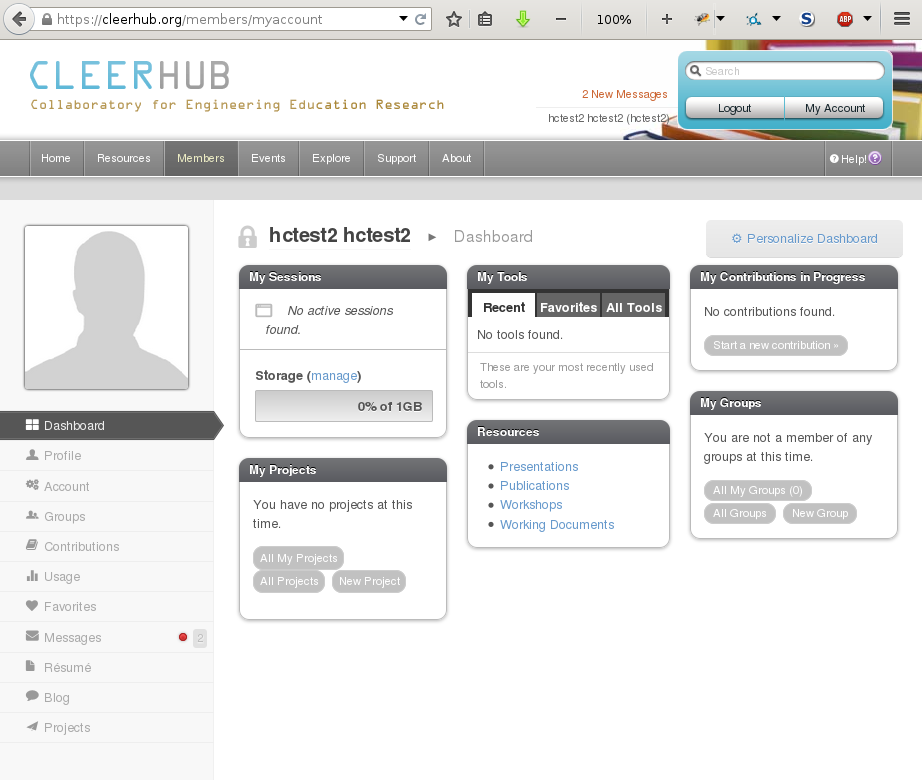 https://cleerhub.org/members/myaccount
100%
S
ABP
CLEERHUB
Collaboratory for Engineering Education Research
2 New Messages
hctest2 hctest2 (hctest2)
Search
Logout
My Account
Home
Resources
Members
Events
Explore
Support
About
Help!
hctest2 hctest2 ► Dashboard
Personalize Dashboard
Dashboard
Profile
Account
Groups
Contributions
Usage
Favorites
Messages 2
Résumé
Blog
Projects
My Sessions
No active sessions
found.
Storage (manage)
0% of 1GB
My Projects
You have no projects at this
time.
All My Projects
All Projects
New Project
My Tools
Recent
Favorites
All Tools
No tools found.
These are your most recently used
tools.
Resources
Presentations
Publications
Workshops
Working Documents
My Contributions in Progress
No contributions found.
Start a new contribution »
My Groups
You are not a member of any
groups at this time.
All My Groups (0)
All Groups
New Group